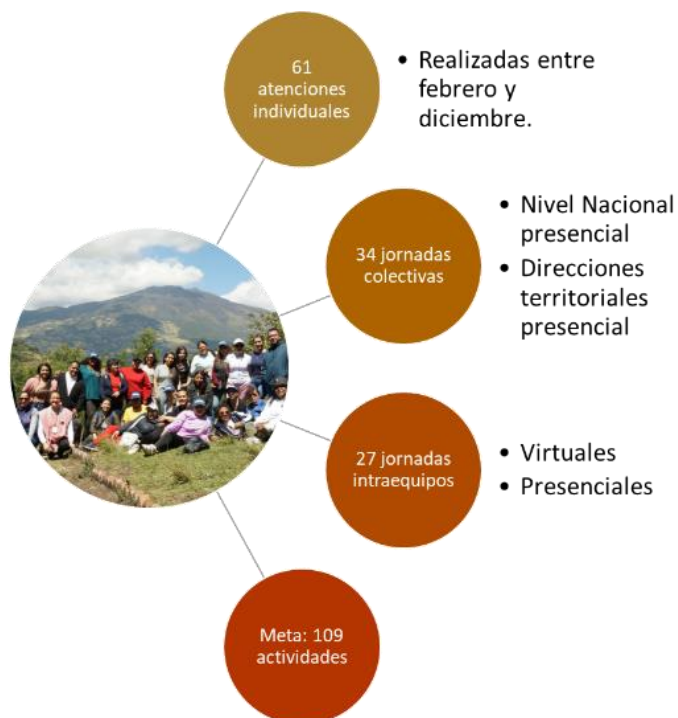 61
atenciones
individuales
• Realizadas entre
febrero y
diciembre.
34 jornadas
colectivas
• Nivel Nacional
presencial
• Direcciones
territoriales
presencial
27 jornadas
intraequipos
• Virtuales
• Presenciales
Meta: 109
actividades